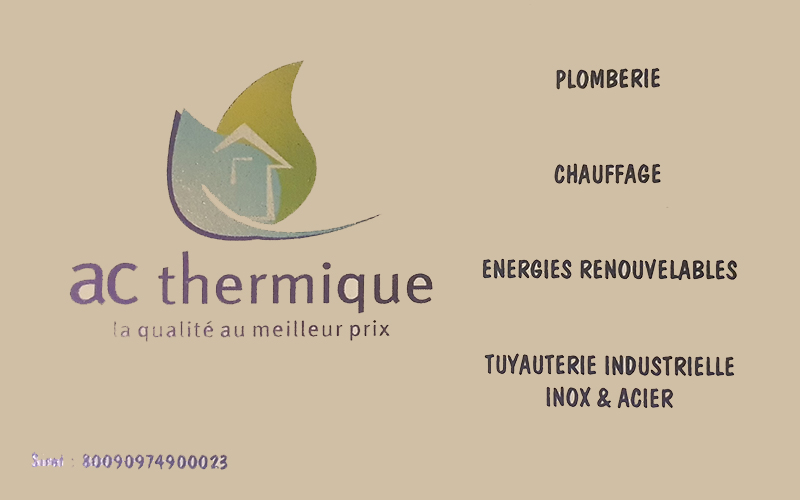 ac thermique
la qualité au meilleur prix
PLOMBERIE
CHAUFFAGE
ENERGIES RENOUVELABLES
TUYAUTERIE INDUSTRIELLE
INOX & ACIER
Siret : 80090974900023